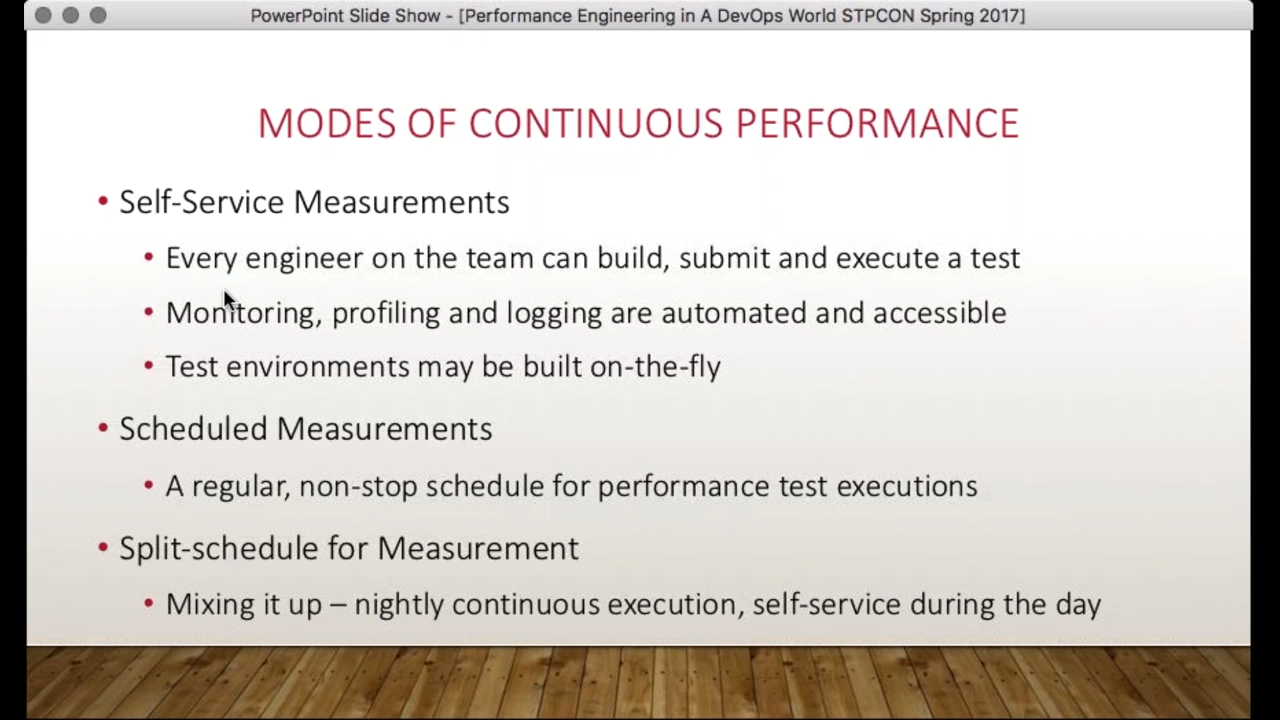 PowerPoint Slide Show - [Performance Engineering in A DevOps World STPCON Spring 2017]
MODES OF CONTINUOUS PERFORMANCE
• Self-Service Measurements
• Every engineer on the team can build, submit and execute a test
• Monitoring, profiling and logging are automated and accessible
• Test environments may be built on-the-fly
• Scheduled Measurements
• A regular, non-stop schedule for performance test executions
• Split-schedule for Measurement
• Mixing it up – nightly continuous execution, self-service during the day